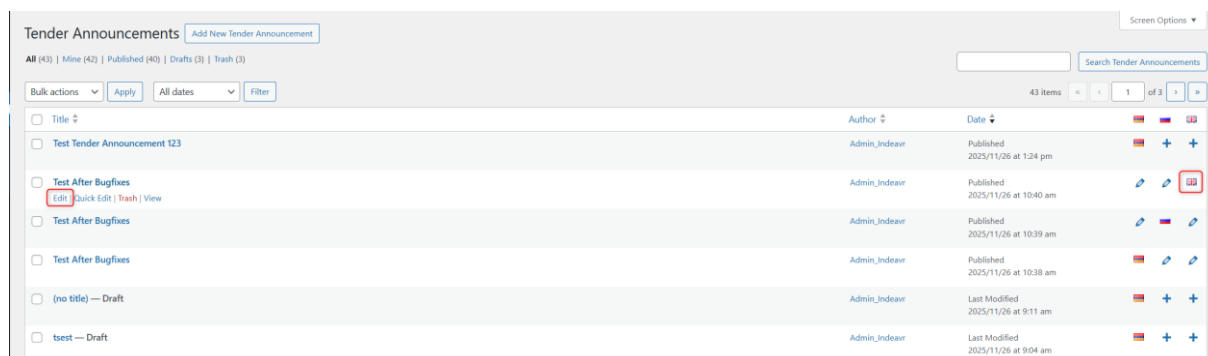 Screen Options ▼
Tender Announcements Add New Tender Announcement
All (43) | Mine (42) | Published (40) | Drafts (3) | Trash (3)
Search Tender Announcements
Bulk actions Apply All dates Filter 43 items « ‹ 1 of 3 › »
Title Author Date
Test Tender Announcement 123 Admin_Indeavr Published
2025/11/26 at 1:24 pm
Test After Bugfixes Admin_Indeavr Published
Edit | Quick Edit | Trash | View 2025/11/26 at 10:40 am
Test After Bugfixes Admin_Indeavr Published
2025/11/26 at 10:39 am
Test After Bugfixes Admin_Indeavr Published
2025/11/26 at 10:38 am
(no title) — Draft Admin_Indeavr Last Modified
2025/11/26 at 9:11 am
tsest — Draft Admin_Indeavr Last Modified
2025/11/26 at 9:04 am